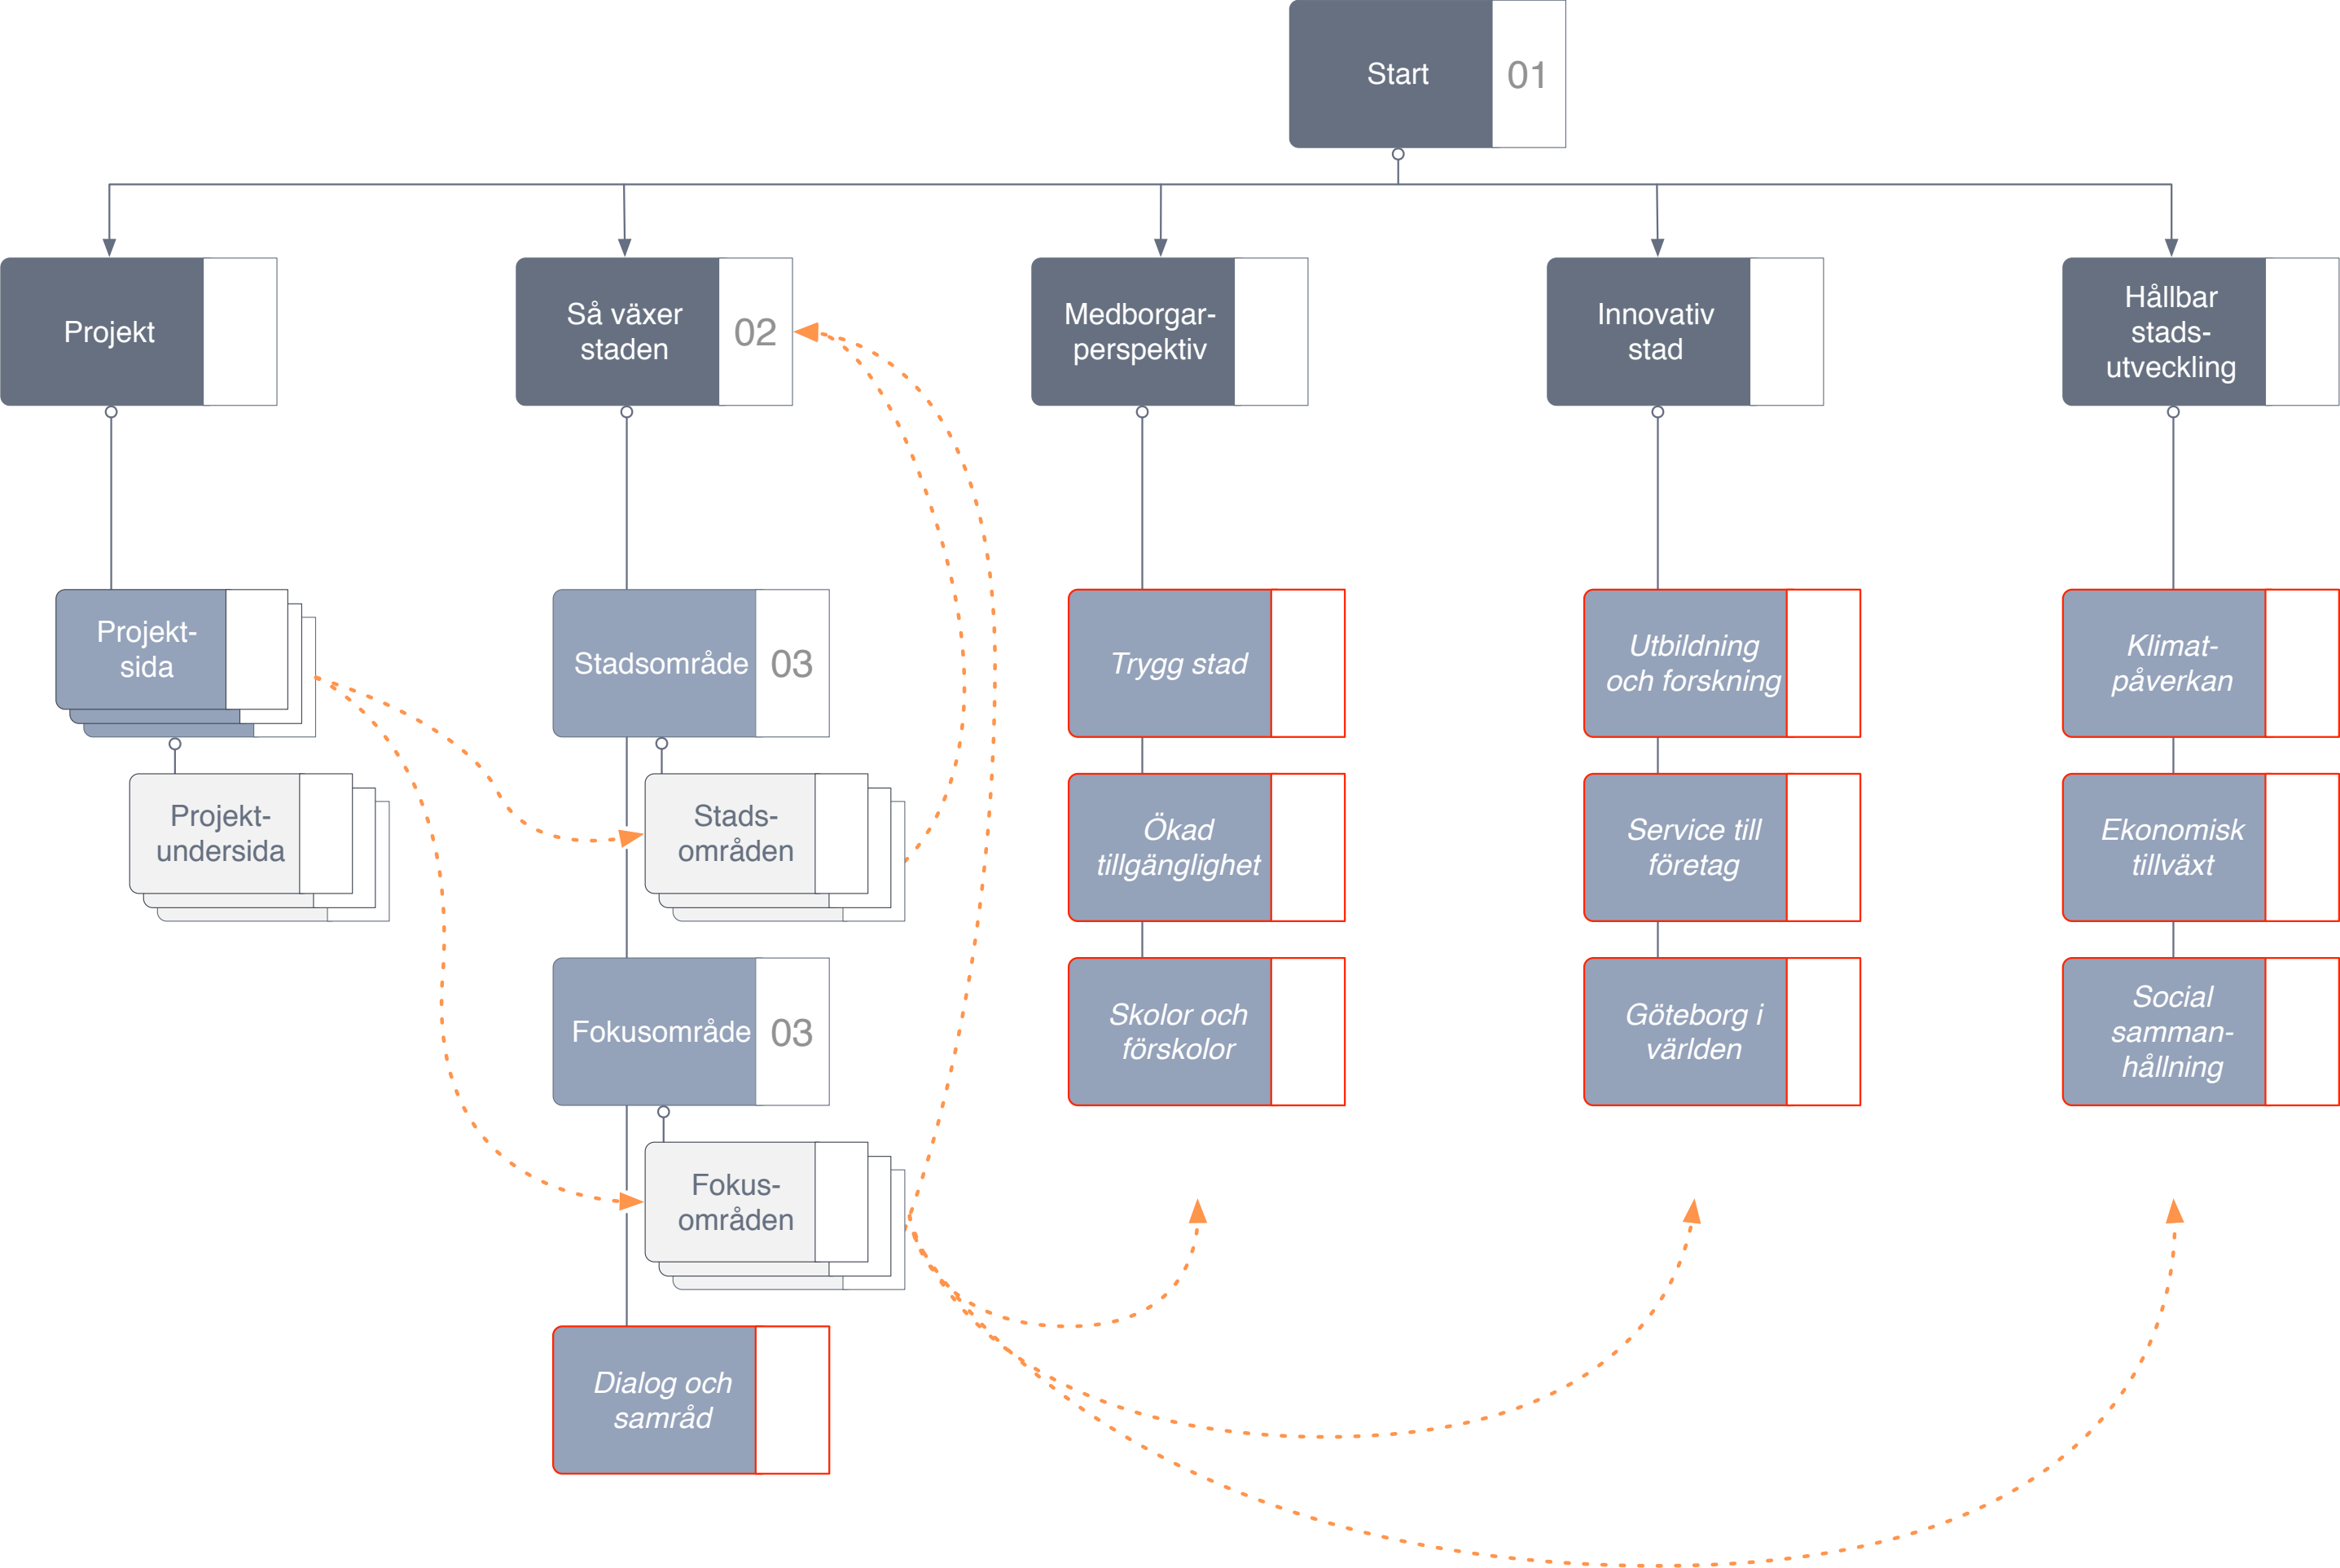 Start
01
Projekt
Så växer
staden
02
Medborgar-
perspektiv
Innovativ
stad
Hållbar
stads-
utveckling
Projekt-
sida
Stadsområde
03
Trygg stad
Utbildning
och forskning
Klimat-
påverkan
Projekt-
undersida
Stads-
områden
Ökad
tillgänglighet
Service till
företag
Ekonomisk
tillväxt
Fokusområde
03
Skolor och
förskolor
Göteborg i
världen
Social
samman-
hållning
Fokus-
områden
Dialog och
samråd